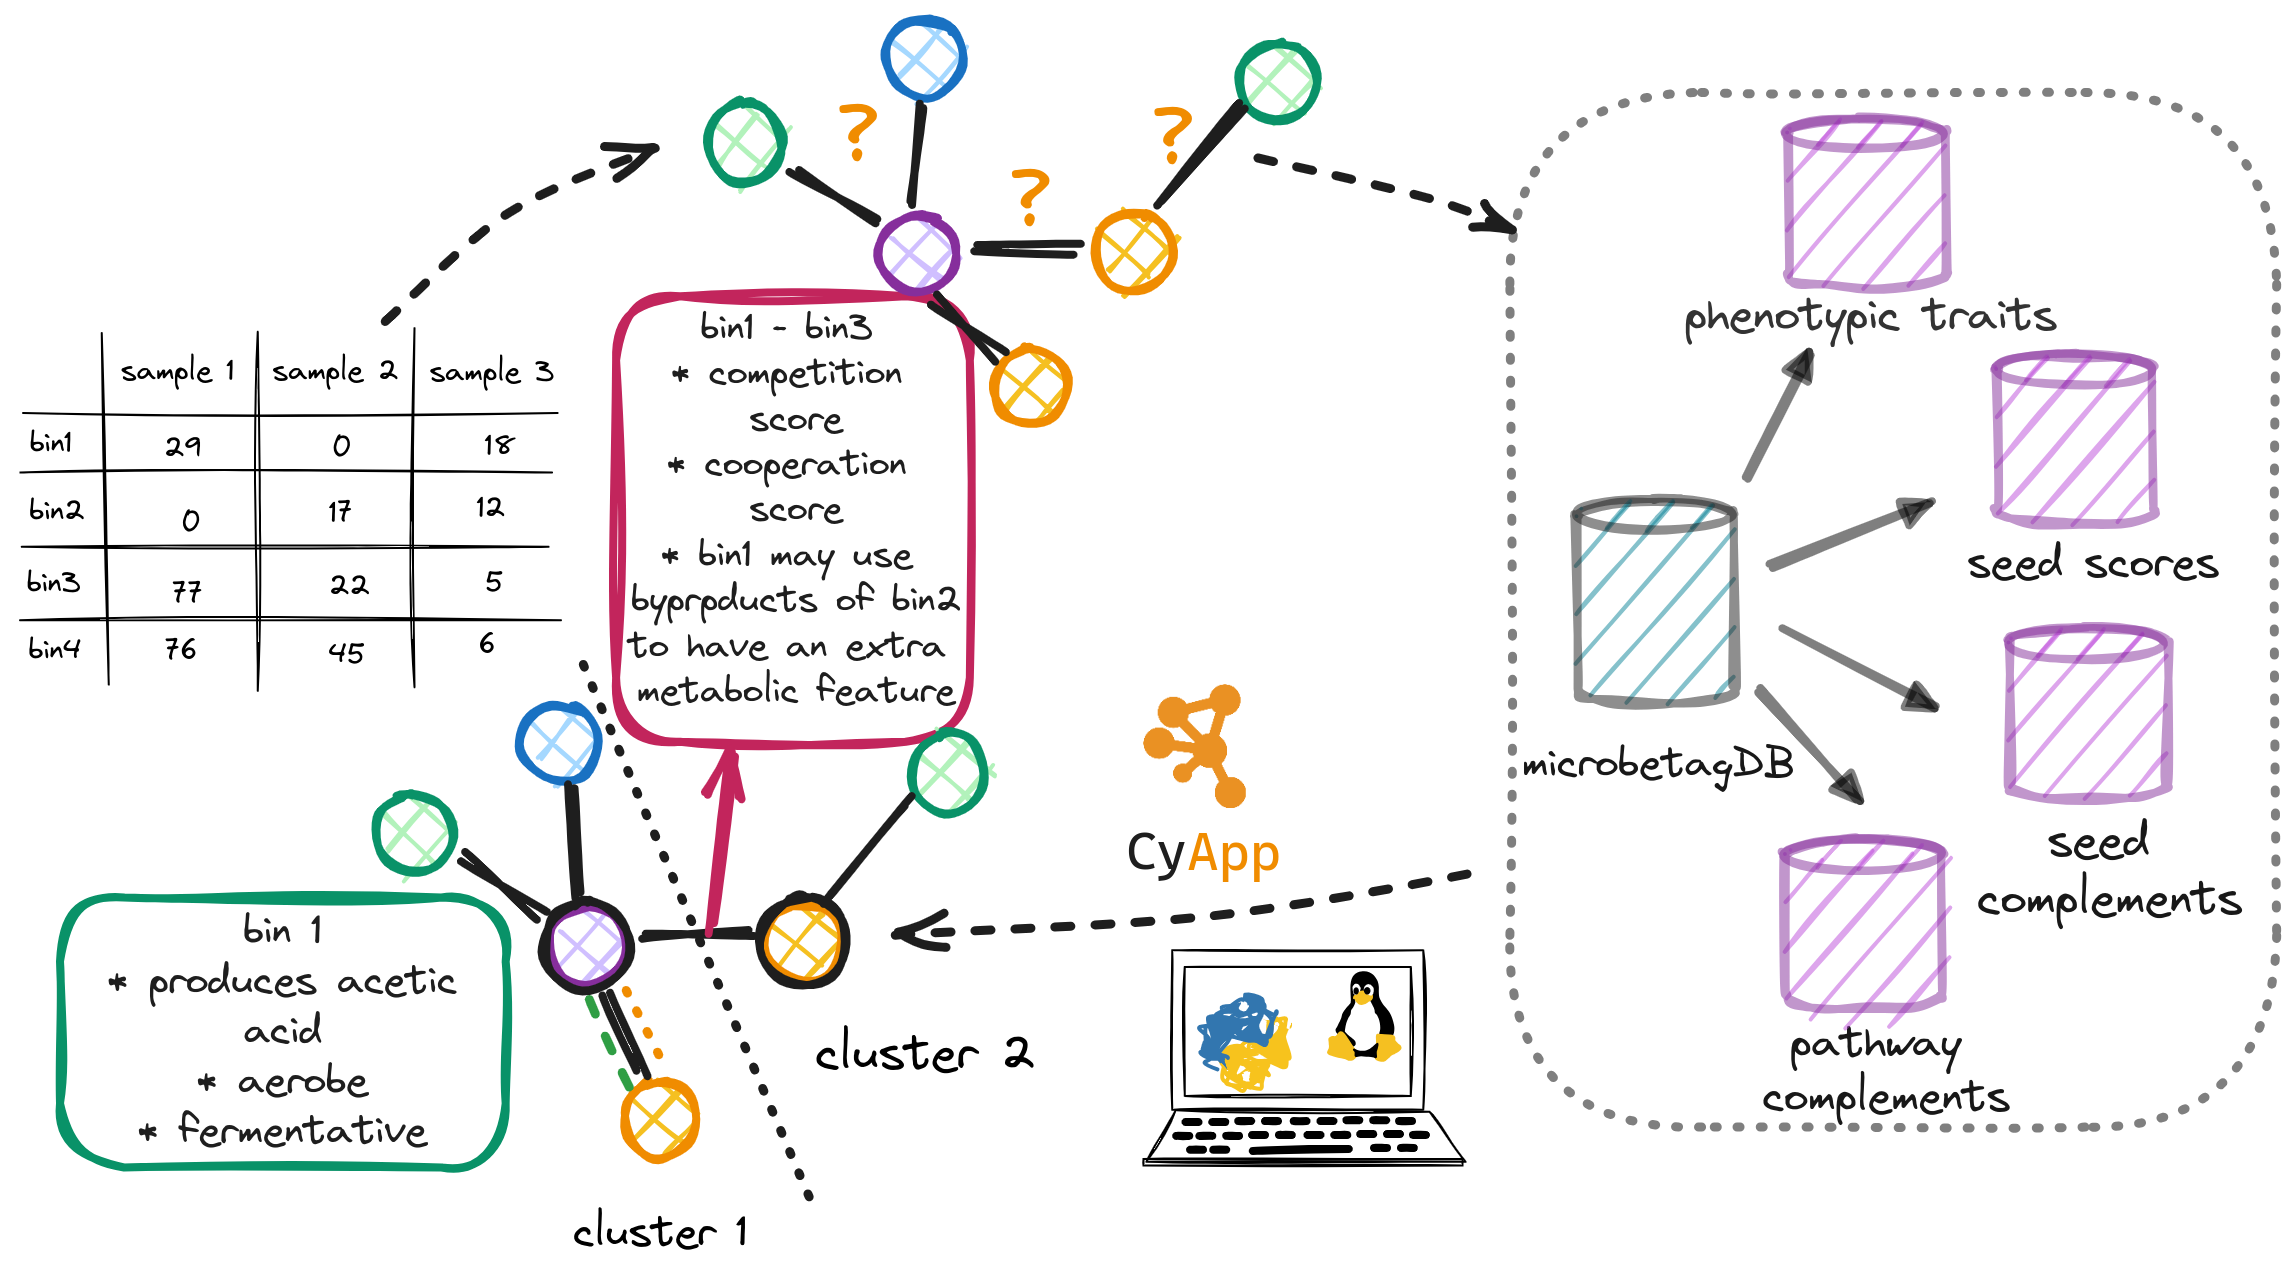 ?
?
?
sample 1 sample 2 sample 3
bin1 29 0 18
bin2 0 17 12
bin3 77 22 5
bin4 76 45 6
bin1 - bin3
* competition
score
* cooperation
score
* bin1 may use
byprpducts of bin2
to have an extra
metabolic feature
phenotypic traits
seed scores
microbetagDB
seed
complements
pathway
complements
CyApp
bin 1
* produces acetic
acid
* aerobe
* fermentative
cluster 2
cluster 1